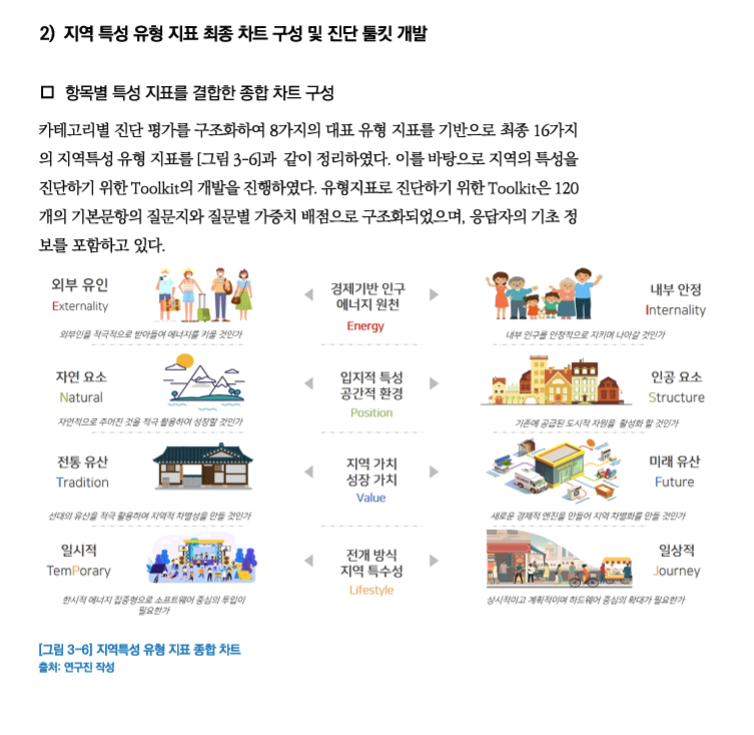 2) 지역 특성 유형 지표 최종 차트 구성 및 진단 툴킷 개발
□ 항목별 특성 지표를 결합한 종합 차트 구성
카테고리별 진단 평가를 구조화하여 8가지의 대표 유형 지표를 기반으로 최종 16가지
의 지역특성 유형 지표를 [그림 3-6]과 같이 정리하였다. 이를 바탕으로 지역의 특성을
진단하기 위한 Toolkit의 개발을 진행하였다. 유형지표로 진단하기 위한 Toolkit은 120
개의 기본문항의 질문지와 질문별 가중치 배점으로 구조화되었으며, 응답자의 기초 정
보를 포함하고 있다.
외부 유인
Externality
외부인을 적극적으로 받아들여 에너지를 키울 것인가
경제기반 인구
에너지 원천
Energy
내부 안정
Internality
내부 인구를 안정적으로 지키며 나아갈 것인가
자연 요소
Natural
자연적으로 주어진 것을 적극 활용하여 성장할 것인가
입지적 특성
공간적 환경
Position
인공 요소
Structure
기존에 공급된 도시적 자원을 활성화 할 것인가
전통 유산
Tradition
선대의 유산을 적극 활용하여 지역적 차별성을 만들 것인가
지역 가치
성장 가치
Value
미래 유산
Future
새로운 경제적 엔진을 만들어 지역 차별화를 만들 것인가
일시적
TemPorary
한시적 에너지 집중형으로 소프트웨어 중심의 투입이
필요한가
전개 방식
지역 특수성
Lifestyle
일상적
Journey
상시적이고 계획적이며 하드웨어 중심의 확대가 필요한가
[그림 3-6] 지역특성 유형 지표 종합 차트
출처: 연구진 작성